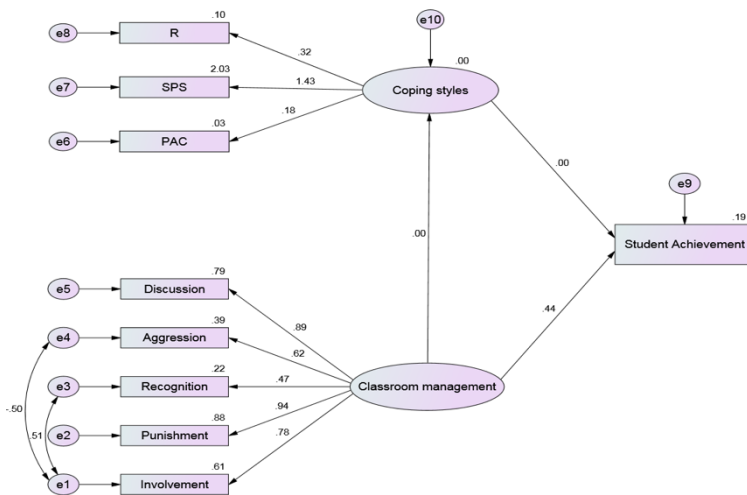 e10
.10
e8
R
.00
.32
2.03
e7
SPS
1.43
Coping styles
.18
.03
e6
PAC
.00
e9
.19
.00
Student Achievement
.79
e5
Discussion
.89
.39
.44
e4
Aggression
.62
.22
e3
Recognition
.47
Classroom management
-.50
.94
.88
.51
e2
Punishment
.78
.61
e1
Involvement